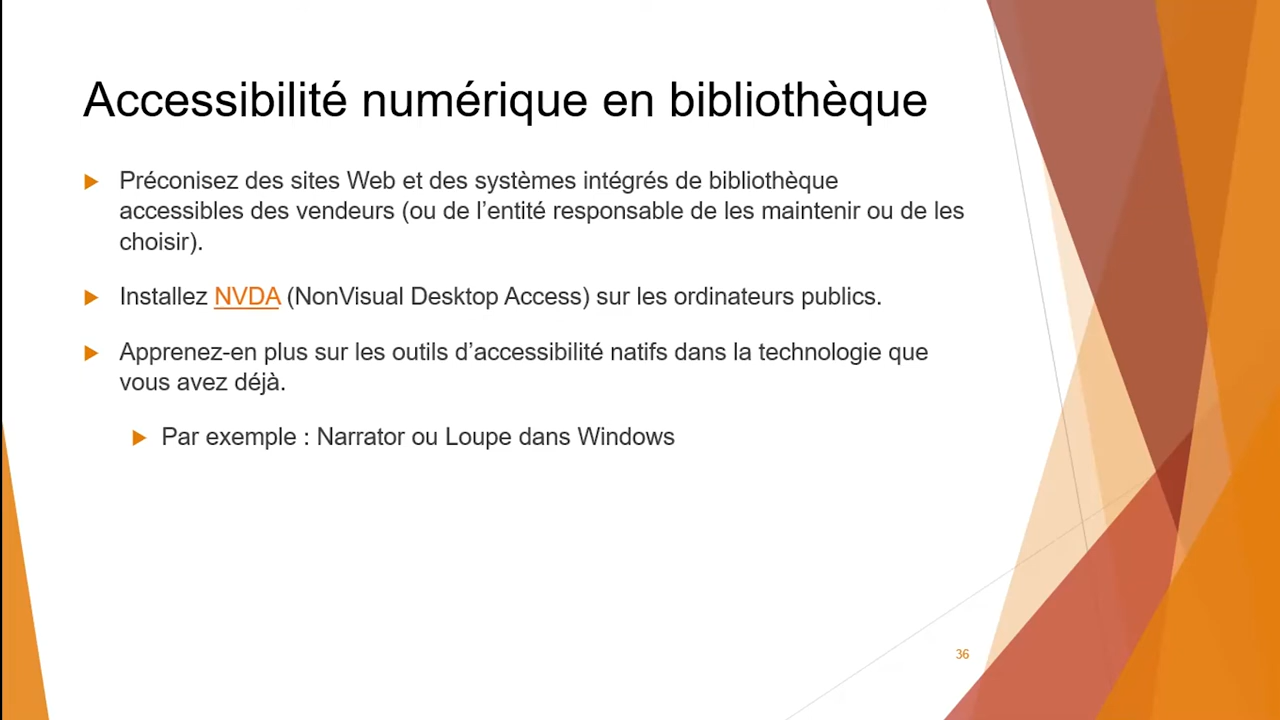 Accessibilité numérique en bibliothèque
Préconisez des sites Web et des systèmes intégrés de bibliothèque
accessibles des vendeurs (ou de l’entité responsable de les maintenir ou de les
choisir).
Installez NVDA (NonVisual Desktop Access) sur les ordinateurs publics.
Apprenez-en plus sur les outils d’accessibilité natifs dans la technologie que
vous avez déjà.
Par exemple : Narrator ou Loupe dans Windows
36